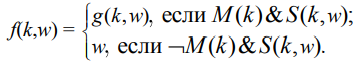 f(k,w) = { g(k,w), если M(k)&S(k,w);
w, если ¬M(k)&S(k,w).